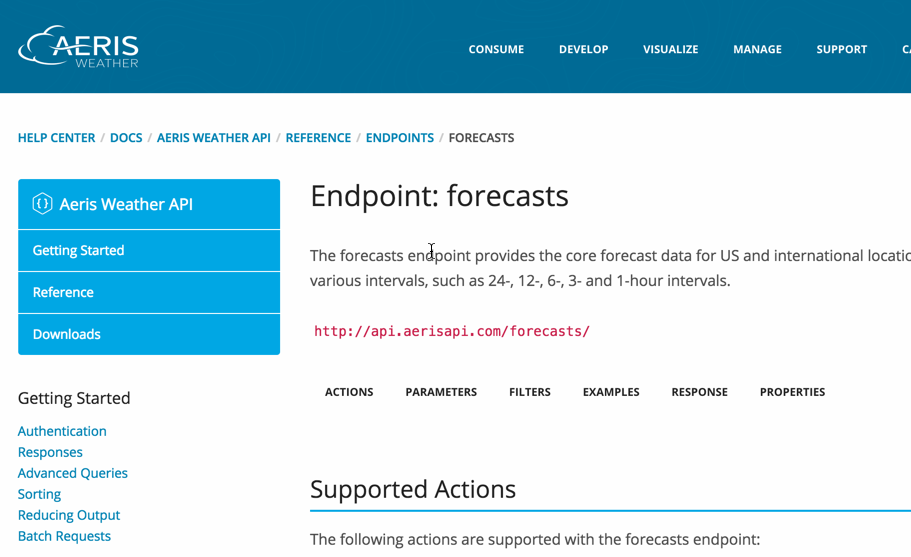 AERIS
WEATHER
CONSUME DEVELOP VISUALIZE MANAGE SUPPORT
HELP CENTER / DOCS / AERIS WEATHER API / REFERENCE / ENDPOINTS / FORECASTS
Aeris Weather API
Getting Started
Reference
Downloads
Getting Started
Authentication
Responses
Advanced Queries
Sorting
Reducing Output
Batch Requests
Endpoint: forecasts
The forecasts endpoint provides the core forecast data for US and international
various intervals, such as 24-, 12-, 6-, 3- and 1-hour intervals.
http://api.aerisapi.com/forecasts/
ACTIONS PARAMETERS FILTERS EXAMPLES RESPONSE PROPERTIES
Supported Actions
The following actions are supported with the forecasts endpoint: